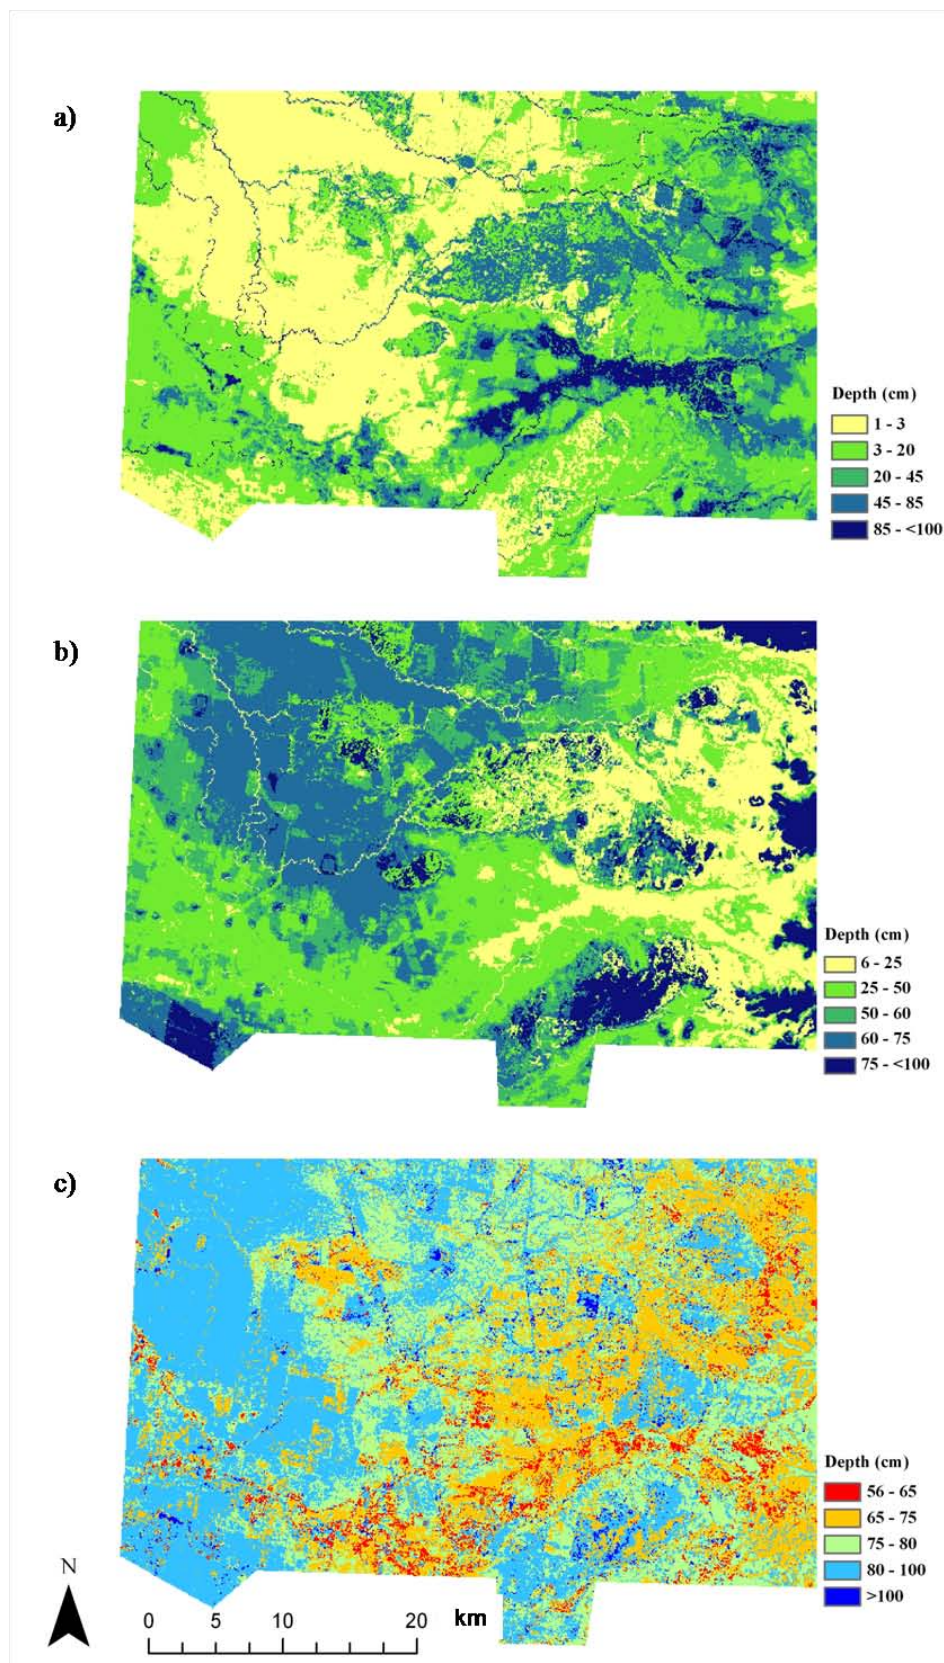 a)
Depth (cm)
1 - 3
3 - 20
20 - 45
45 - 85
85 - <100
b)
Depth (cm)
6 - 25
25 - 50
50 - 60
60 - 75
75 - <100
c)
Depth (cm)
56 - 65
65 - 75
75 - 80
80 - 100
>100
N
0 5 10 20 km